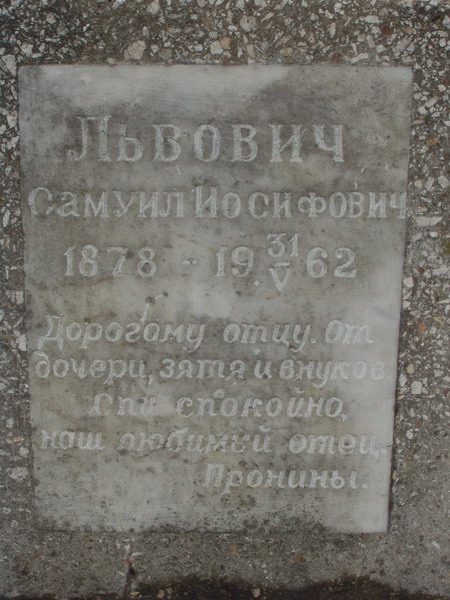 Львович
Самуил Иосифович
1878 - 19 31/V 62
Дорогому отцу. От
дочери, зятя и внуков.
Спи спокойно,
наш любимый отец.
Пронины.